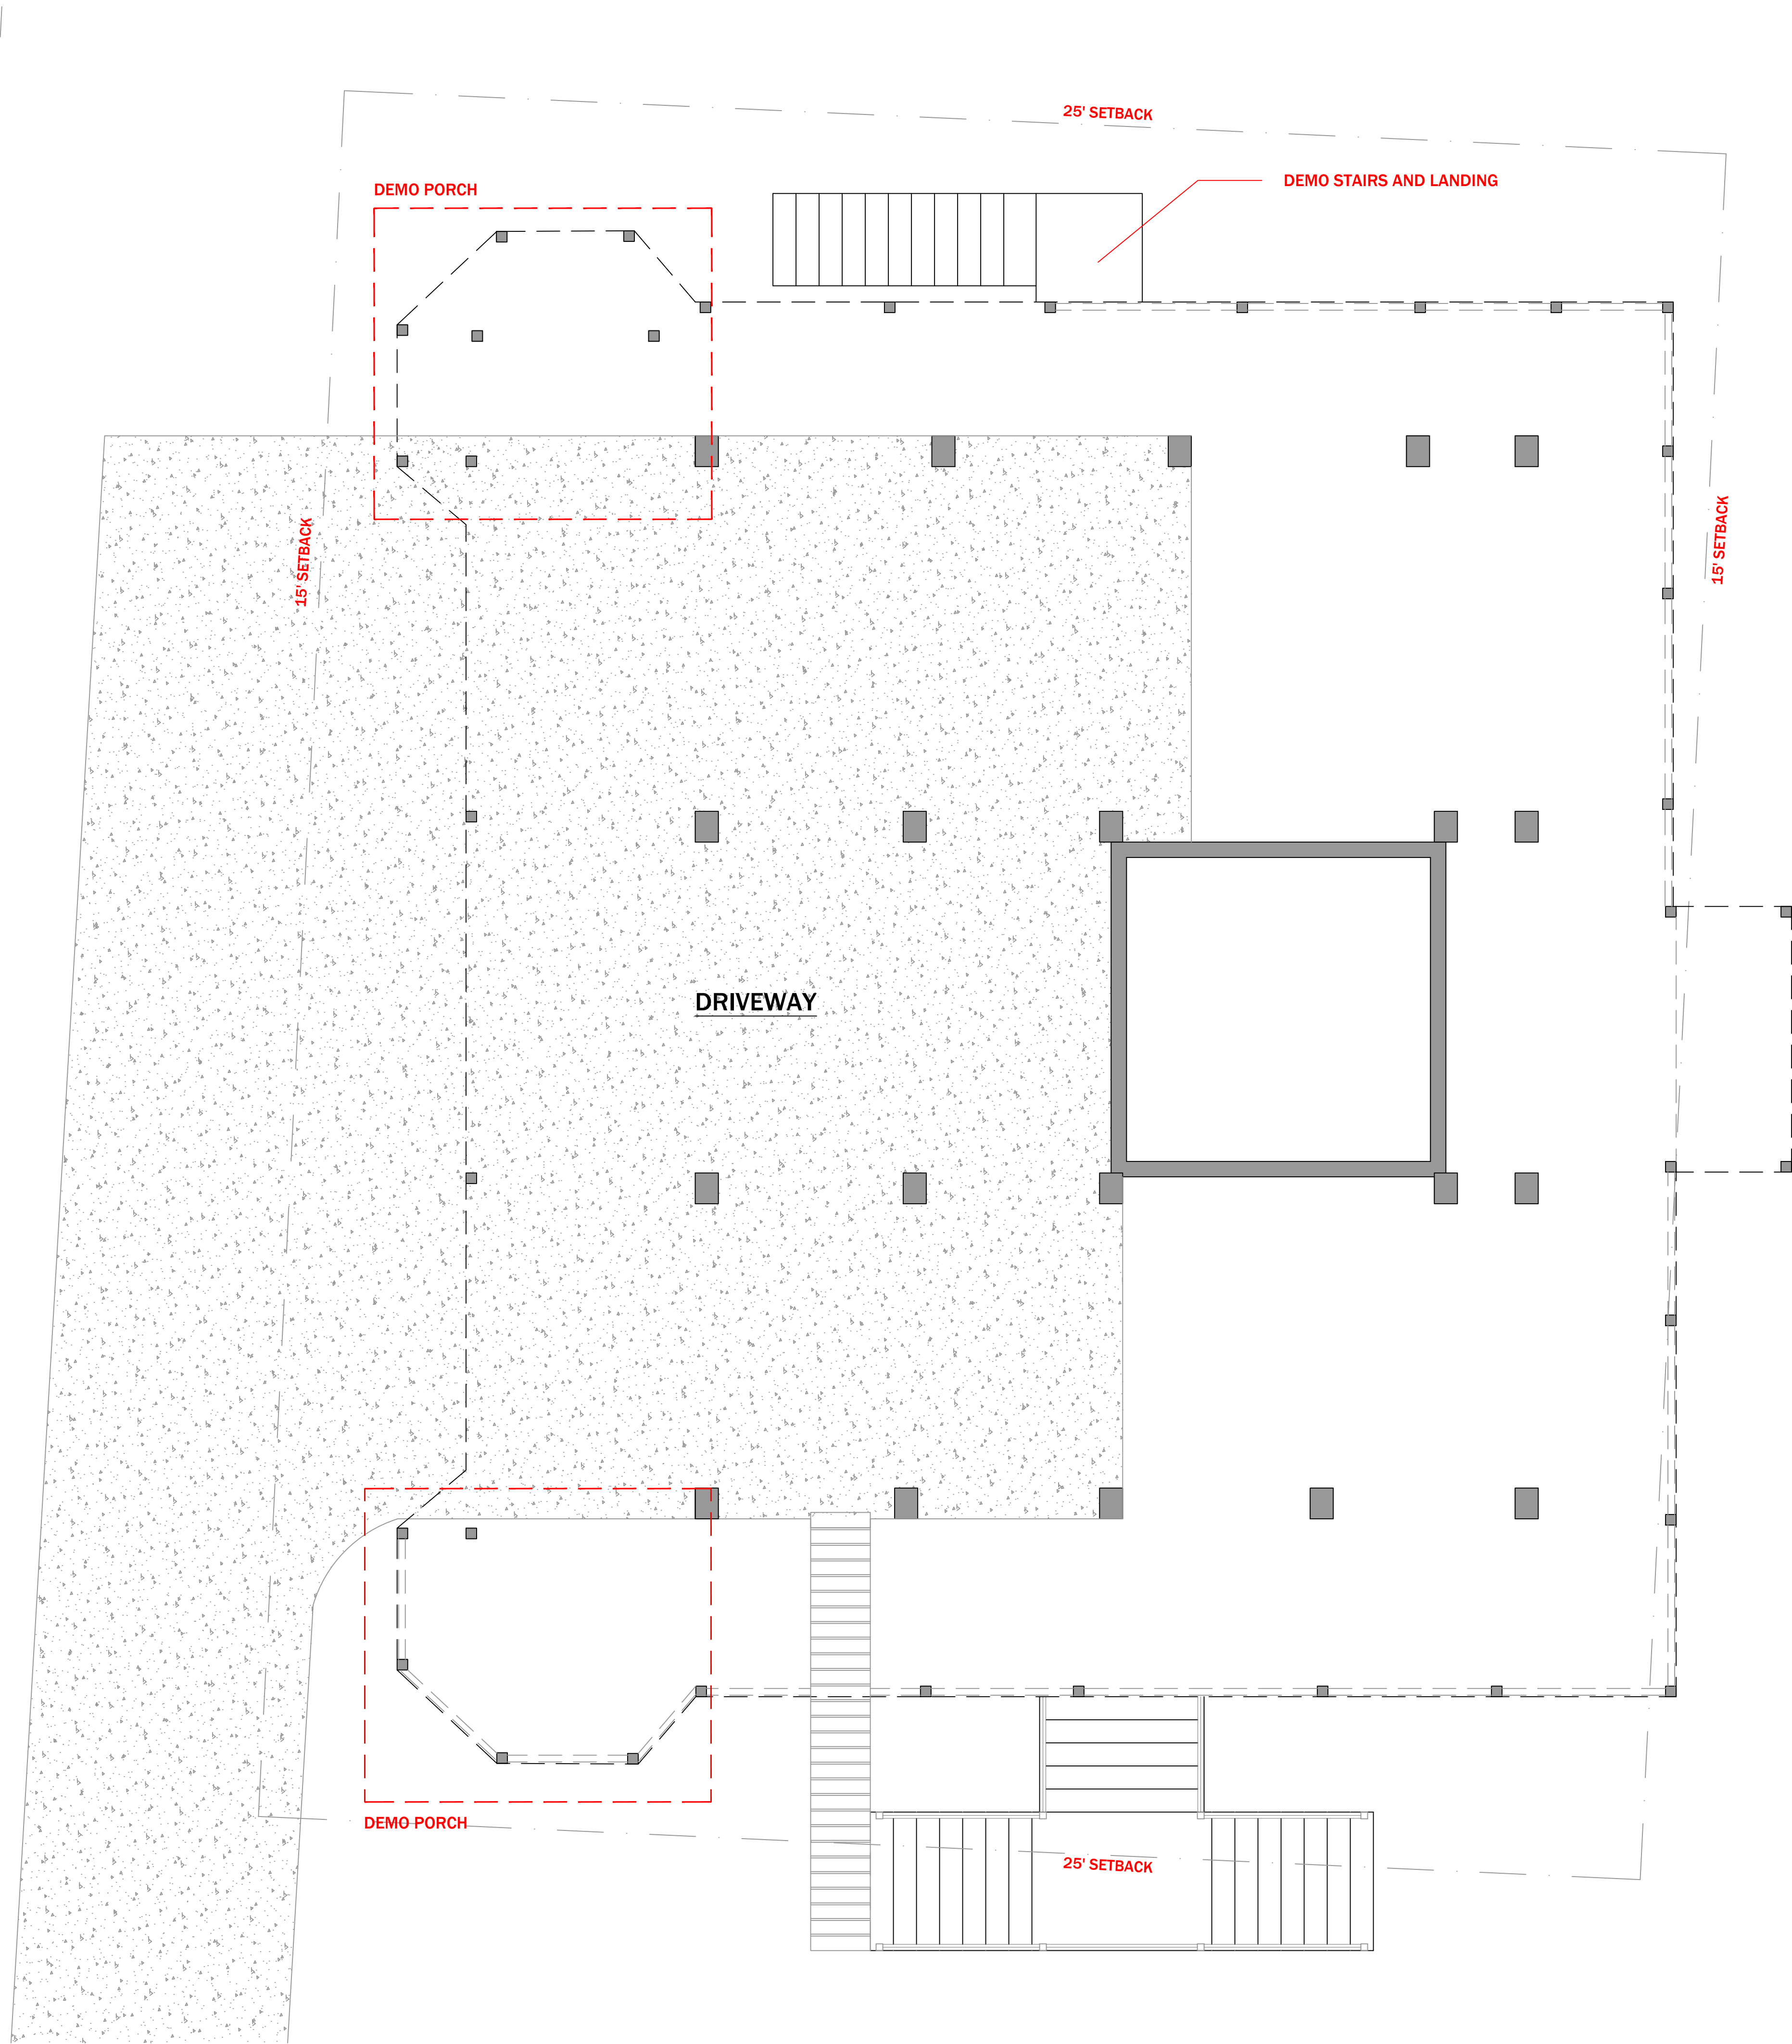 25' SETBACK
DEMO STAIRS AND LANDING
DEMO PORCH
15' SETBACK
15' SETBACK
DRIVEWAY
DEMO PORCH
25' SETBACK